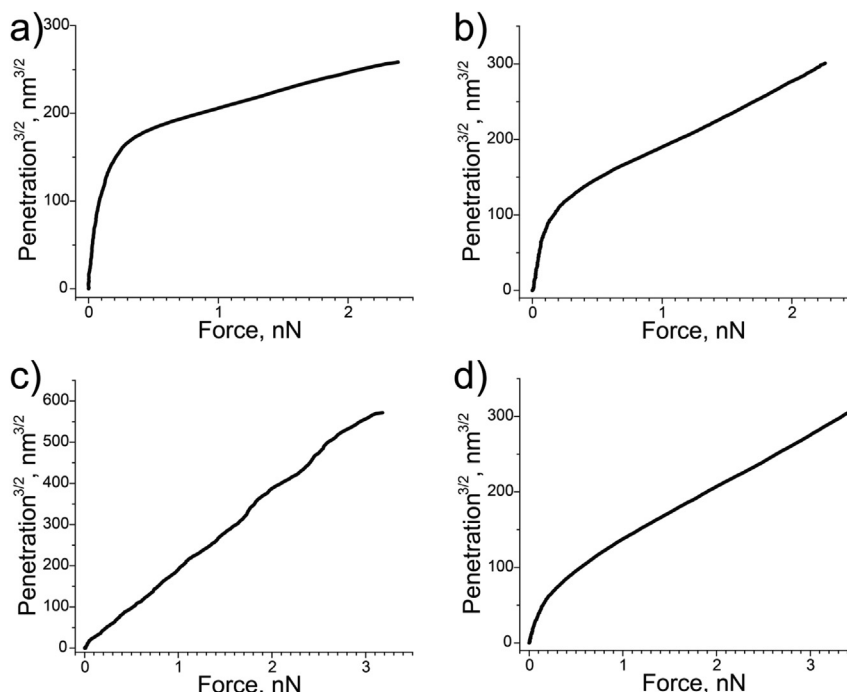 a)
300
200
100
0
Penetration3/2, nm3/2
0 1 2
Force, nN
b)
300
200
100
0
Penetration3/2, nm3/2
0 1 2
Force, nN
c)
600
500
400
300
200
100
0
Penetration3/2, nm3/2
0 1 2 3
Force, nN
d)
300
200
100
0
Penetration3/2, nm3/2
0 1 2 3
Force, nN